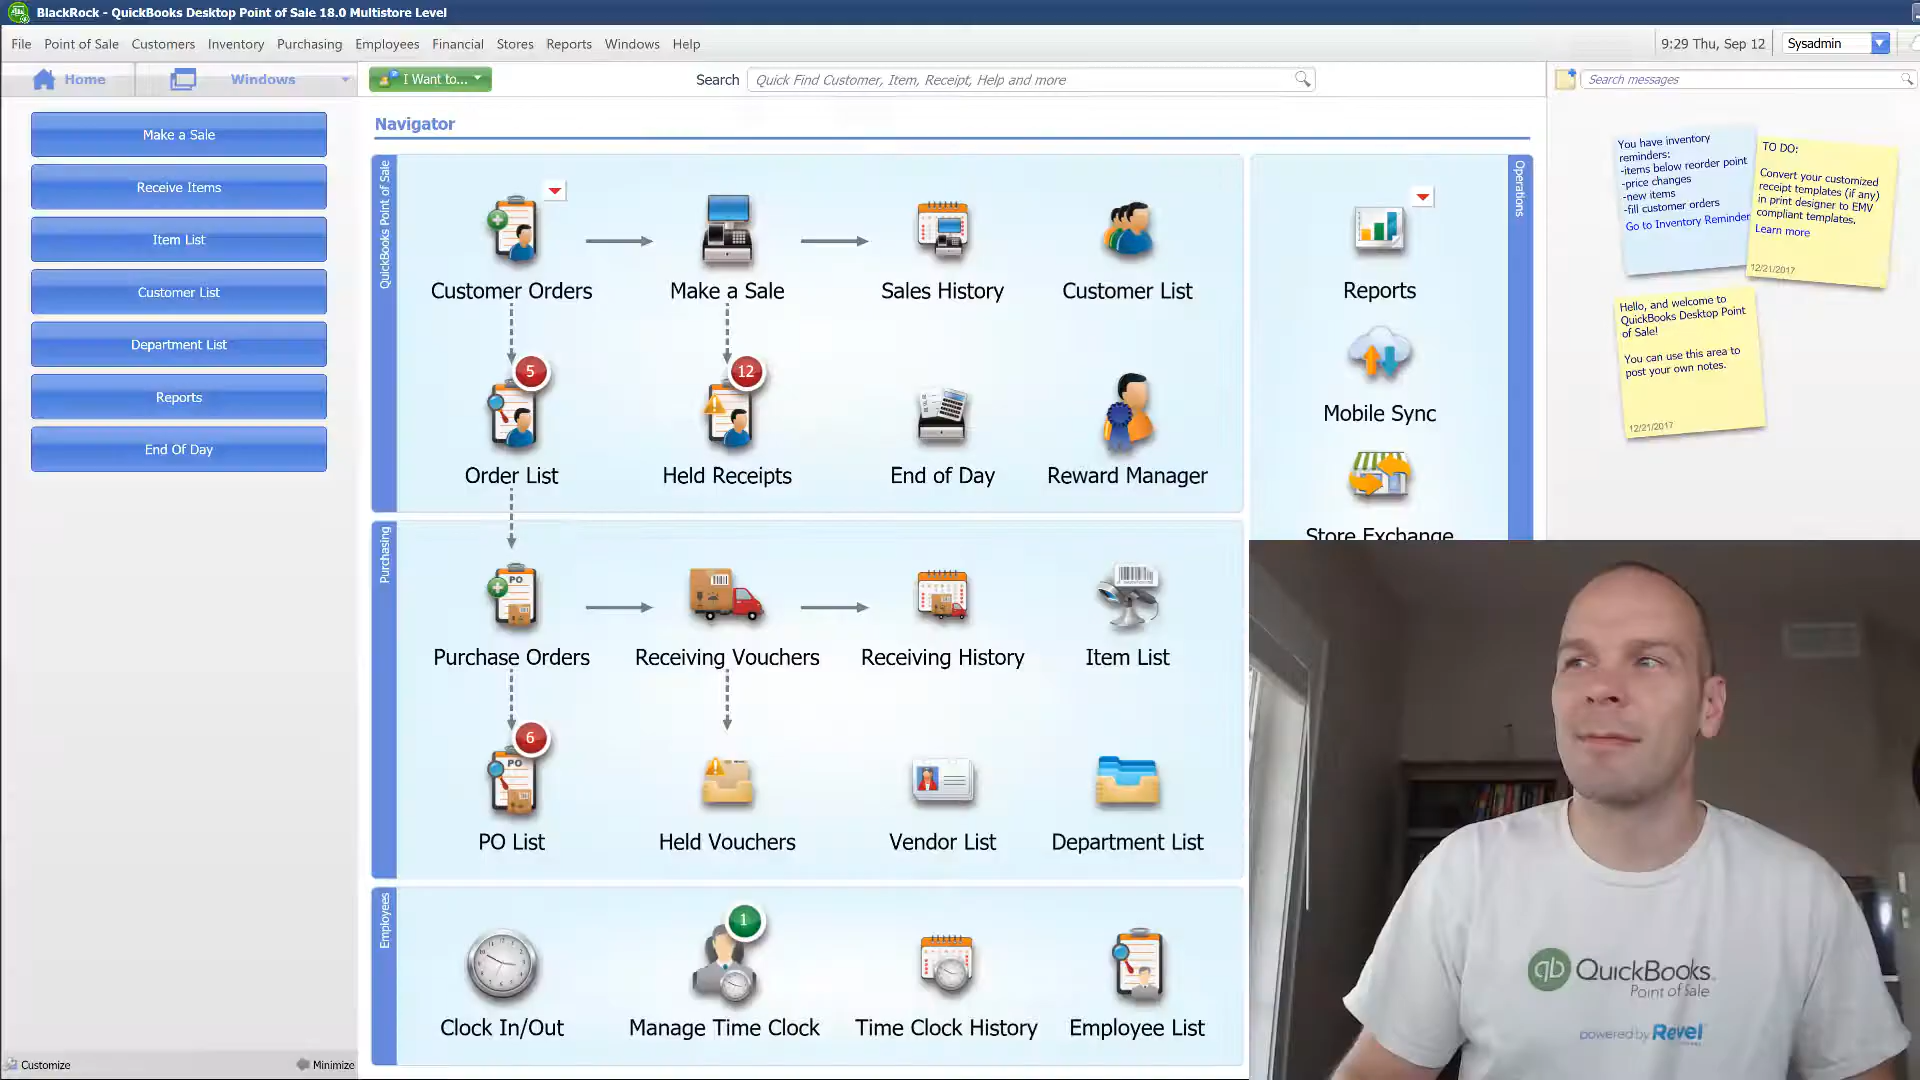 BlackRock - QuickBooks Desktop Point of Sale 18.0 Multistore Level
File Point of Sale Customers Inventory Purchasing Employees Financial Stores Reports Windows Help
9:29 Thu, Sep 12
Sysadmin
Home
Windows
I Want to...
Search
Quick Find Customer, Item, Receipt, Help and more
Search messages
Make a Sale
Receive Items
Item List
Customer List
Department List
Reports
End Of Day
Customize
Minimize
Navigator
QuickBooks Point of Sale
Customer Orders
Make a Sale
Sales History
Customer List
5
12
Order List
Held Receipts
End of Day
Reward Manager
Purchasing
PO
Purchase Orders
Receiving Vouchers
Receiving History
Item List
6
PO
PO List
Held Vouchers
Vendor List
Department List
Employees
1
Clock In/Out
Manage Time Clock
Time Clock History
Employee List
Operations
Reports
Mobile Sync
Store Exchange
You have inventory
reminders:
-items below reorder point
-price changes
-new items
-fill customer orders
Go to Inventory Reminder
TO DO:
Convert your customized
receipt templates (if any)
in print designer to EMV
compliant templates.
Learn more
12/21/2017
Hello, and welcome to
QuickBooks Desktop Point
of Sale!
You can use this area to
post your own notes.
12/21/2017
qb QuickBooks
Point of Sale
powered by Revel